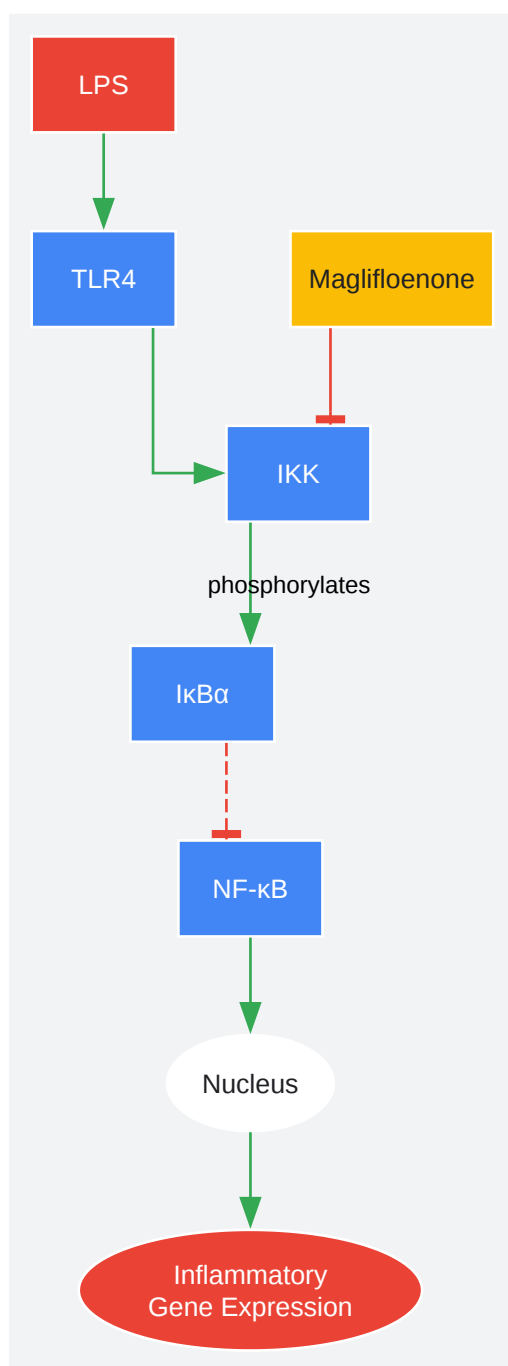 LPS
TLR4
Maglifloenone
IKK
phosphorylates
IκBα
NF-κB
Nucleus
Inflammatory
Gene Expression